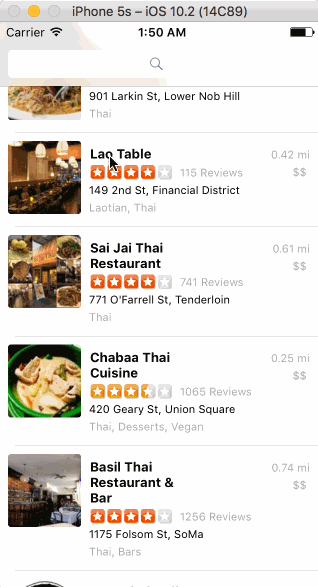 iPhone 5s – iOS 10.2 (14C89)
Carrier 1:50 AM
901 Larkin St, Lower Nob Hill
Thai
Lao Table 0.42 mi
115 Reviews $$
149 2nd St, Financial District
Laotian, Thai
Sai Jai Thai 0.61 mi
Restaurant $$
741 Reviews
771 O'Farrell St, Tenderloin
Thai
Chabaa Thai 0.25 mi
Cuisine $$
1065 Reviews
420 Geary St, Union Square
Thai, Desserts, Vegan
Basil Thai 0.74 mi
Restaurant & $$
Bar
1256 Reviews
1175 Folsom St, SoMa
Thai, Bars